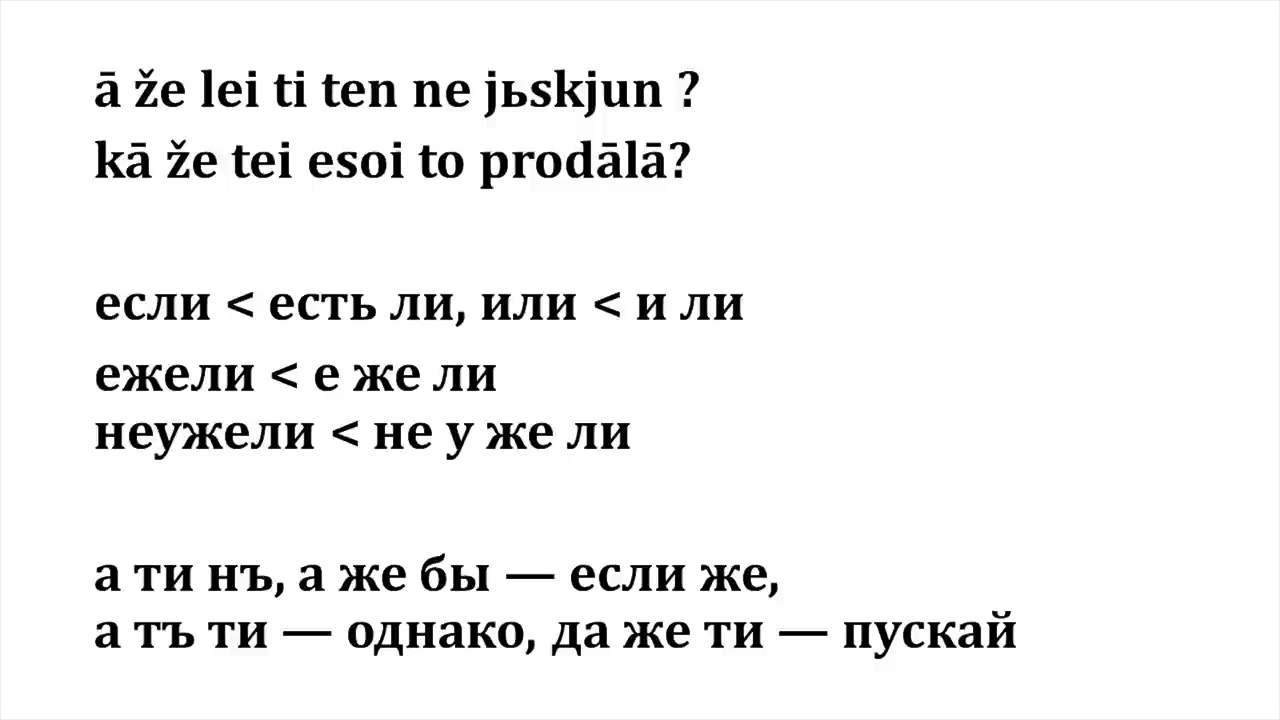 ā že lei ti ten ne jьskjun ?
kā že tei esoi to prodālā?
если < есть ли, или < и ли
ежели < е же ли
неужели < не у же ли
а ти нъ, а же бы — если же,
а тъ ти — однако, да же ти — пускай